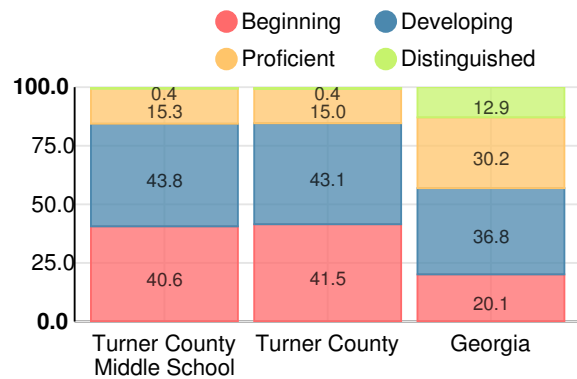 Beginning Developing
Proficient Distinguished
100.0
75.0
50.0
25.0
0.0
0.4 0.4 12.9
15.3 15.0 30.2
43.8 43.1 36.8
40.6 41.5 20.1
Turner County Turner County Georgia
Middle School